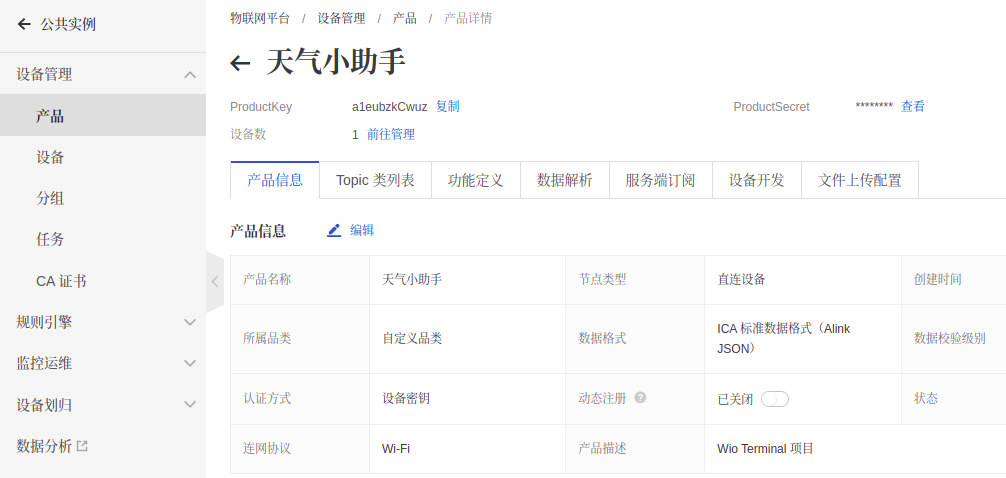 公共实例
设备管理
产品
设备
分组
任务
CA 证书
规则引擎
监控运维
设备划归
数据分析
物联网平台 / 设备管理 / 产品 / 产品详情
天气小助手
ProductKey a1eubzkCwuz 复制 ProductSecret ******** 查看
设备数 1 前往管理
产品信息 Topic 类列表 功能定义 数据解析 服务端订阅 设备开发 文件上传配置
产品信息 编辑
产品名称 天气小助手 节点类型 直连设备 创建时间
所属品类 自定义品类 数据格式 ICA 标准数据格式（Alink
JSON） 数据校验级别
认证方式 设备密钥 动态注册 ? 已关闭 状态
连网协议 Wi-Fi 产品描述 Wio Terminal 项目